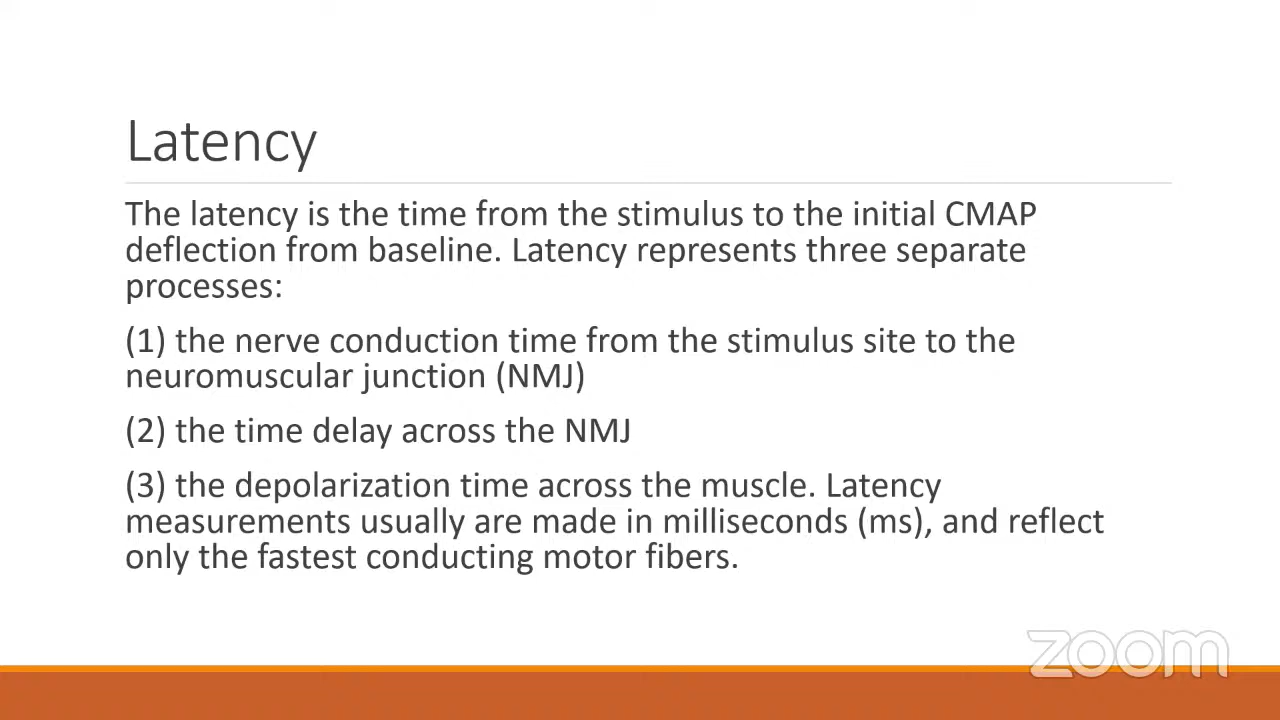 Latency
The latency is the time from the stimulus to the initial CMAP
deflection from baseline. Latency represents three separate
processes:
(1) the nerve conduction time from the stimulus site to the
neuromuscular junction (NMJ)
(2) the time delay across the NMJ
(3) the depolarization time across the muscle. Latency
measurements usually are made in milliseconds (ms), and reflect
only the fastest conducting motor fibers.
zoom